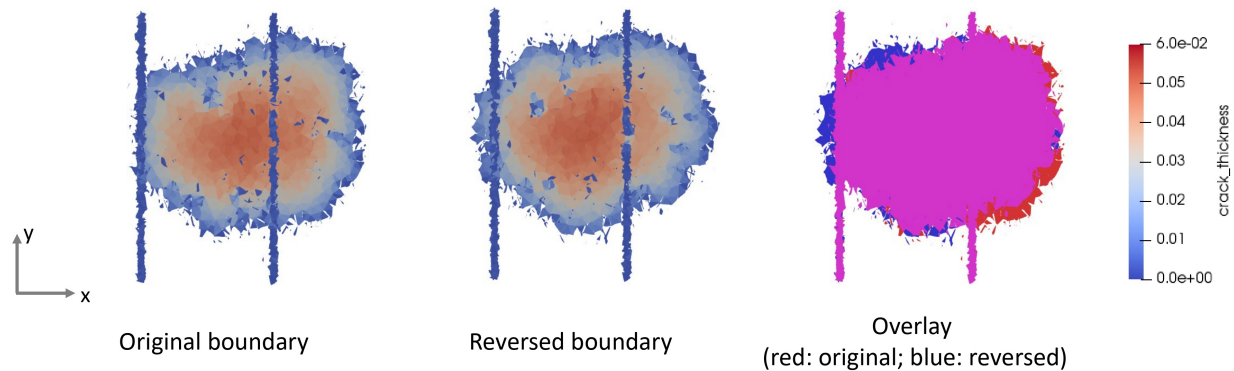 y
x
Original boundary
Reversed boundary
Overlay
(red: original; blue: reversed)
6.0e-02
0.05
0.04
0.03
0.02
0.01
0.0e+00
crack_thickness